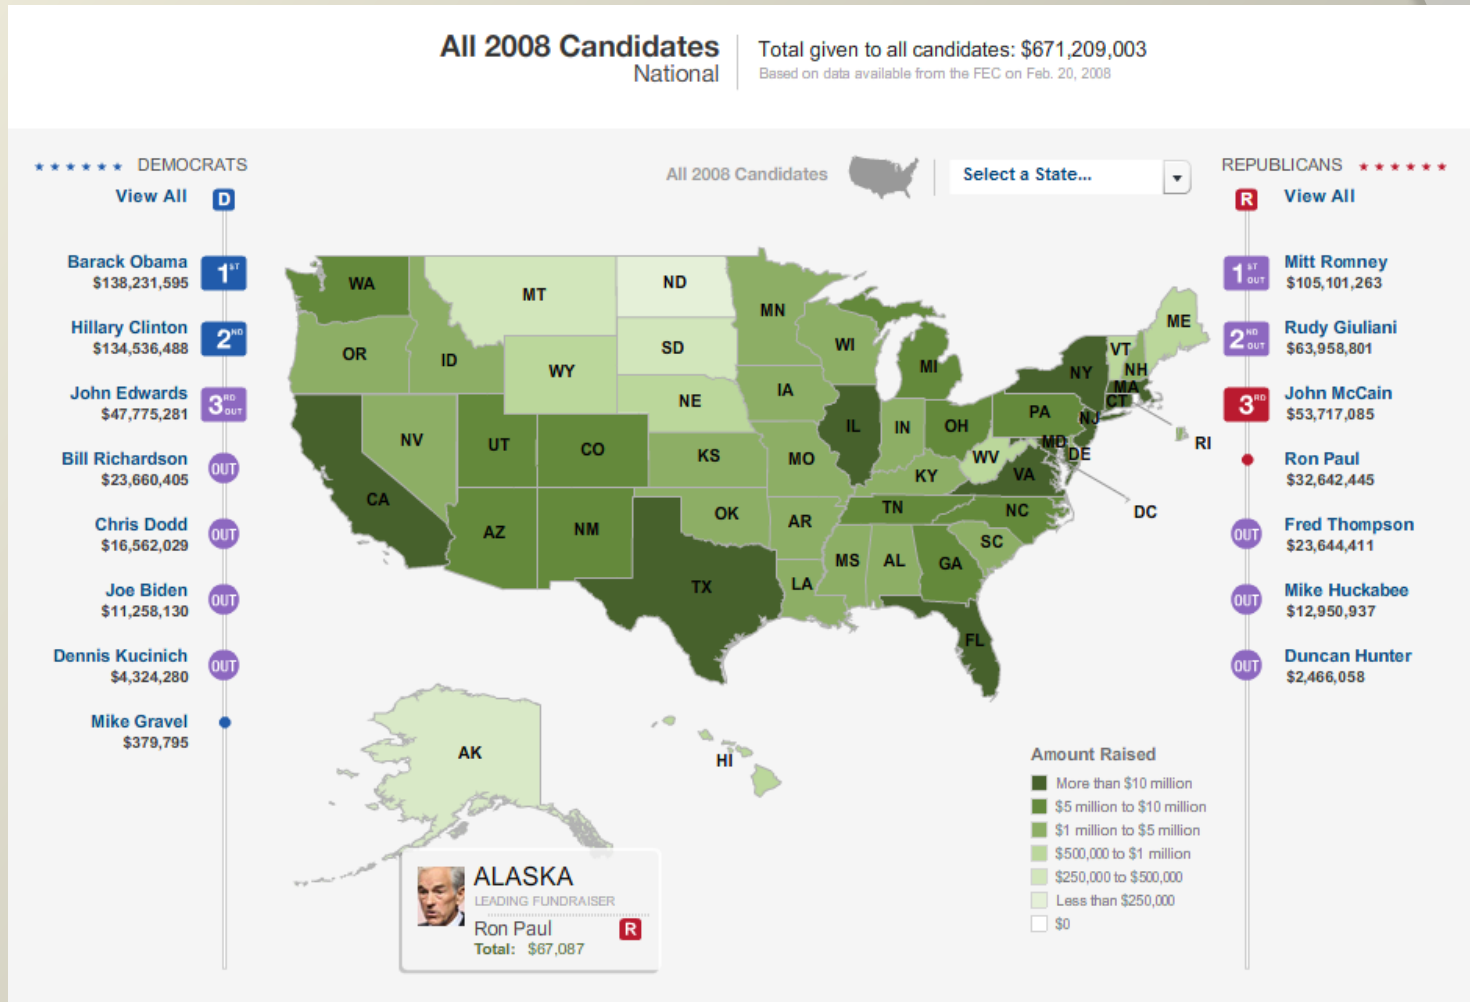 All 2008 Candidates
National
Total given to all candidates: $671,209,003
Based on data available from the FEC on Feb. 20, 2008
DEMOCRATS
View All D
Barack Obama
$138,231,595
1ST
Hillary Clinton
$134,536,488
2ND
John Edwards
$47,775,281
3RD OUT
Bill Richardson
$23,660,405
OUT
Chris Dodd
$16,562,029
OUT
Joe Biden
$11,258,130
OUT
Dennis Kucinich
$4,324,280
OUT
Mike Gravel
$379,795
All 2008 Candidates
Select a State...
WA
MT
ND
MN
ME
OR
ID
WY
SD
WI
MI
VT
NH
NY
MA
CT
RI
NV
UT
CO
NE
IA
IL
IN
OH
PA
NJ
CA
AZ
NM
KS
MO
KY
WV
VA
MD
DE
DC
OK
AR
TN
NC
TX
LA
MS
AL
GA
SC
FL
AK
HI
ALASKA
LEADING FUNDRAISER
Ron Paul R
Total: $67,087
REPUBLICANS
R View All
1ST OUT
Mitt Romney
$105,101,263
2ND OUT
Rudy Giuliani
$63,958,801
3RD
John McCain
$53,717,085
Ron Paul
$32,642,445
OUT
Fred Thompson
$23,644,411
OUT
Mike Huckabee
$12,950,937
OUT
Duncan Hunter
$2,466,058
Amount Raised
More than $10 million
$5 million to $10 million
$1 million to $5 million
$500,000 to $1 million
$250,000 to $500,000
Less than $250,000
$0